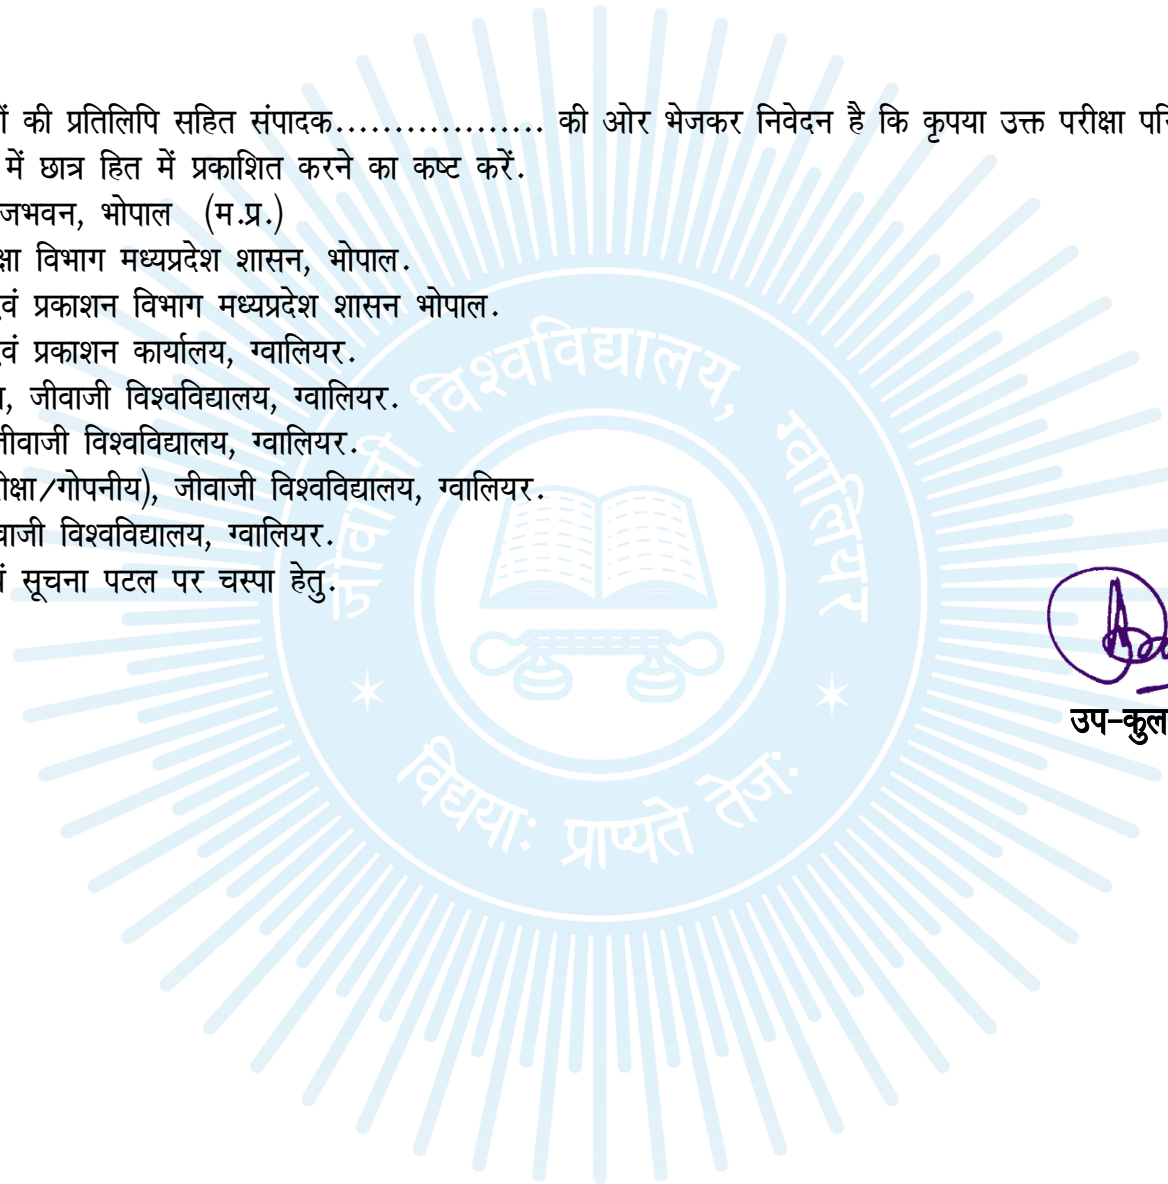 की प्रतिलिपि सहित संपादक.................. की ओर भेजकर निवेदन है कि कृपया उक्त परीक्षा
में छात्र हित में प्रकाशित करने का कष्ट करें.
जभवन, भोपाल (म.प्र.)
क्षा विभाग मध्यप्रदेश शासन, भोपाल.
वं प्रकाशन विभाग मध्यप्रदेश शासन भोपाल.
वं प्रकाशन कार्यालय, ग्वालियर.
जीवाजी विश्वविद्यालय, ग्वालियर.
जीवाजी विश्वविद्यालय, ग्वालियर.
रीक्षा/गोपनीय), जीवाजी विश्वविद्यालय, ग्वालियर.
वाजी विश्वविद्यालय, ग्वालियर.
वं सूचना पटल पर चस्पा हेतु.
उप-कुल
जीवाजी विश्वविद्यालय, ग्वालियर
विद्यया: प्राप्यते तेज: